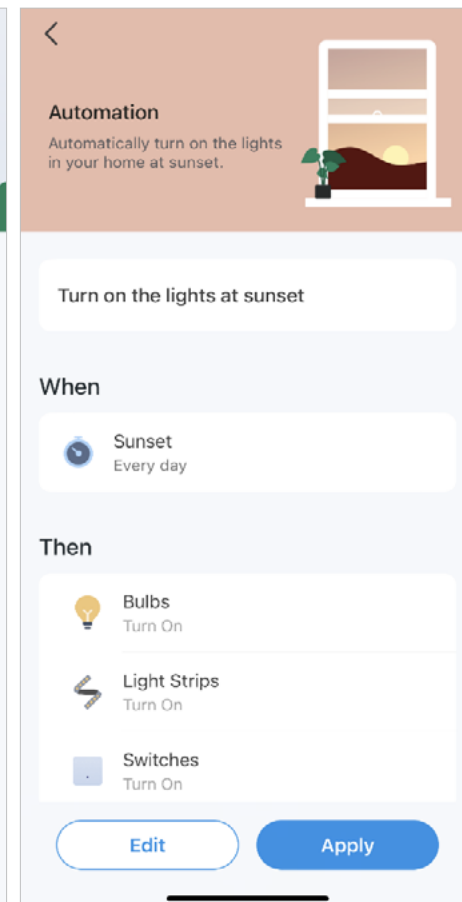 Automation
Automatically turn on the lights
in your home at sunset.
Turn on the lights at sunset
When
Sunset
Every day
Then
Bulbs
Turn On
Light Strips
Turn On
Switches
Turn On
Edit
Apply